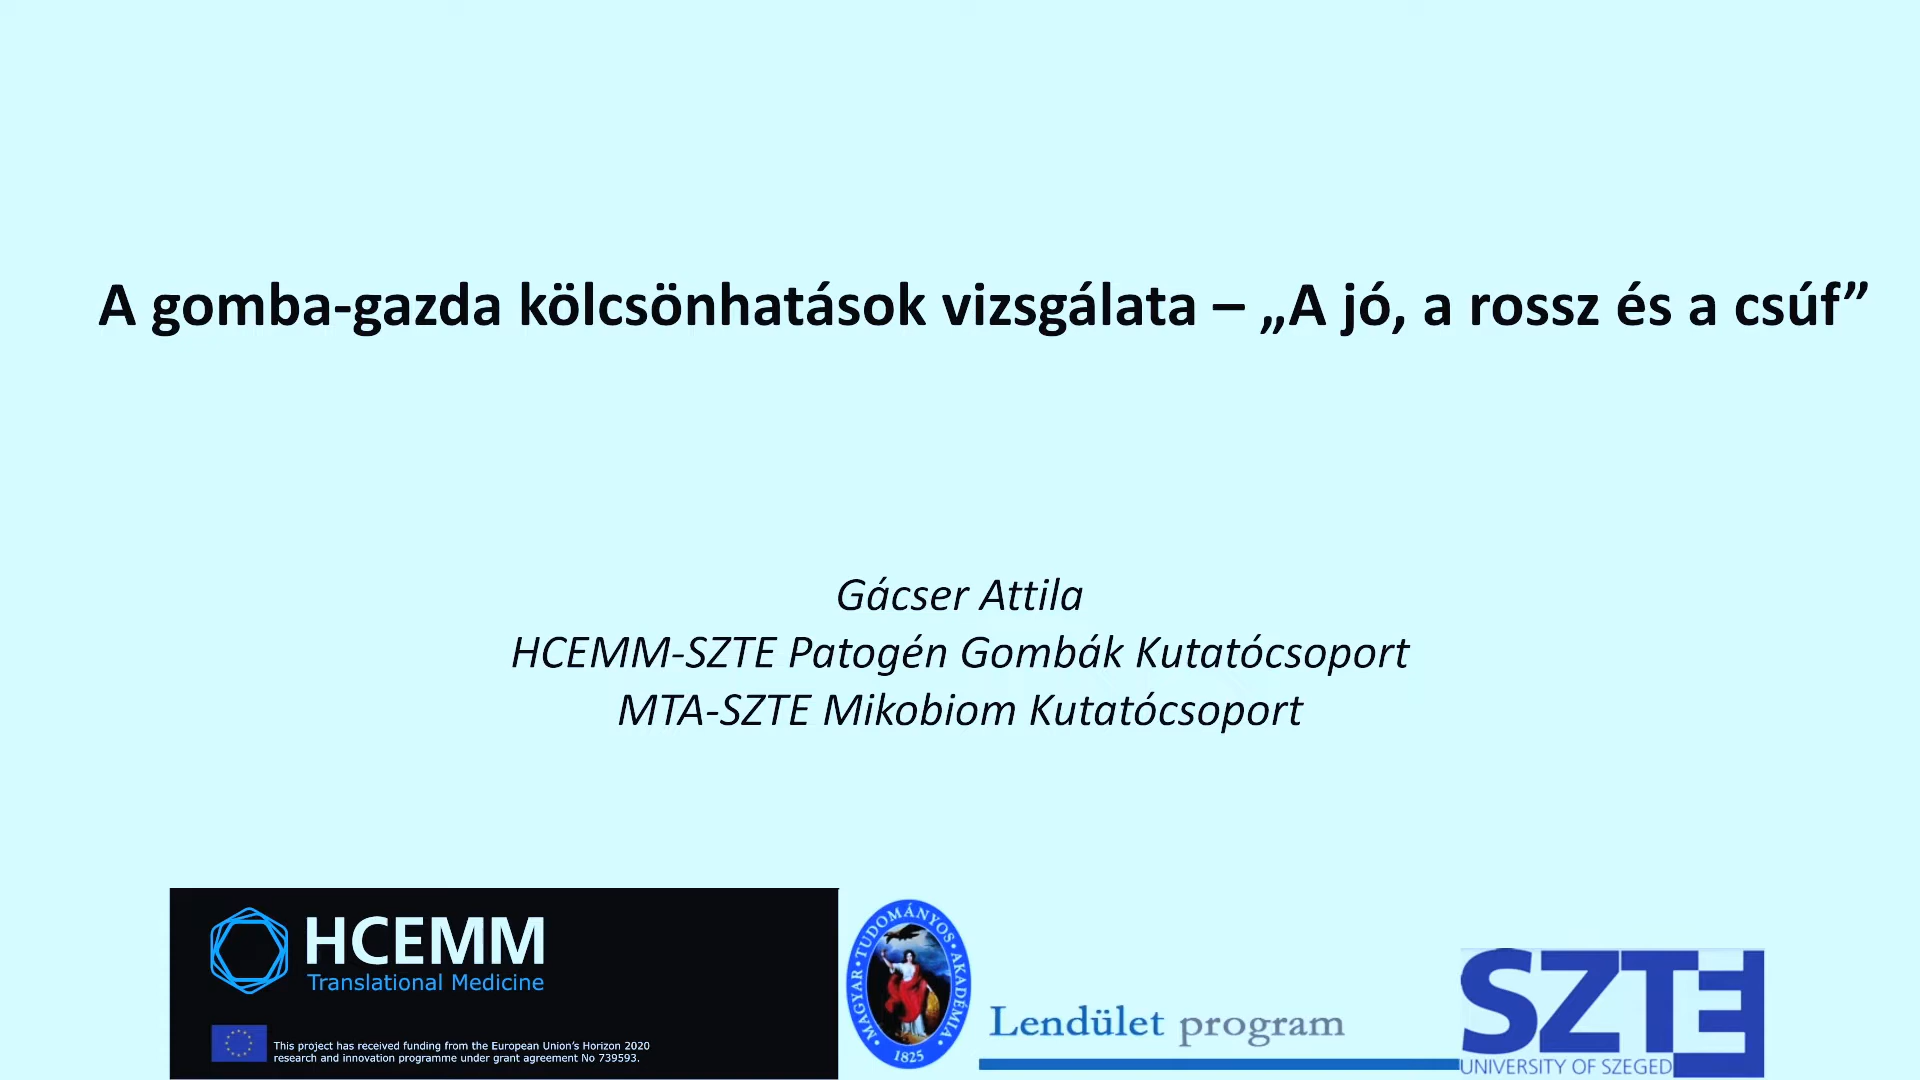 A gomba-gazda kölcsönhatások vizsgálata – „A jó, a rossz és a csúf”
Gácser Attila
HCEMM-SZTE Patogén Gombák Kutatócsoport
MTA-SZTE Mikobiom Kutatócsoport
HCEMM
Translational Medicine
This project has received funding from the European Union's Horizon 2020
research and innovation programme under grant agreement No 739593.
MAGYAR•TUDOMÁNYOS•AKADÉMIA•
1825
Lendület program
SZTE
UNIVERSITY OF SZEGED